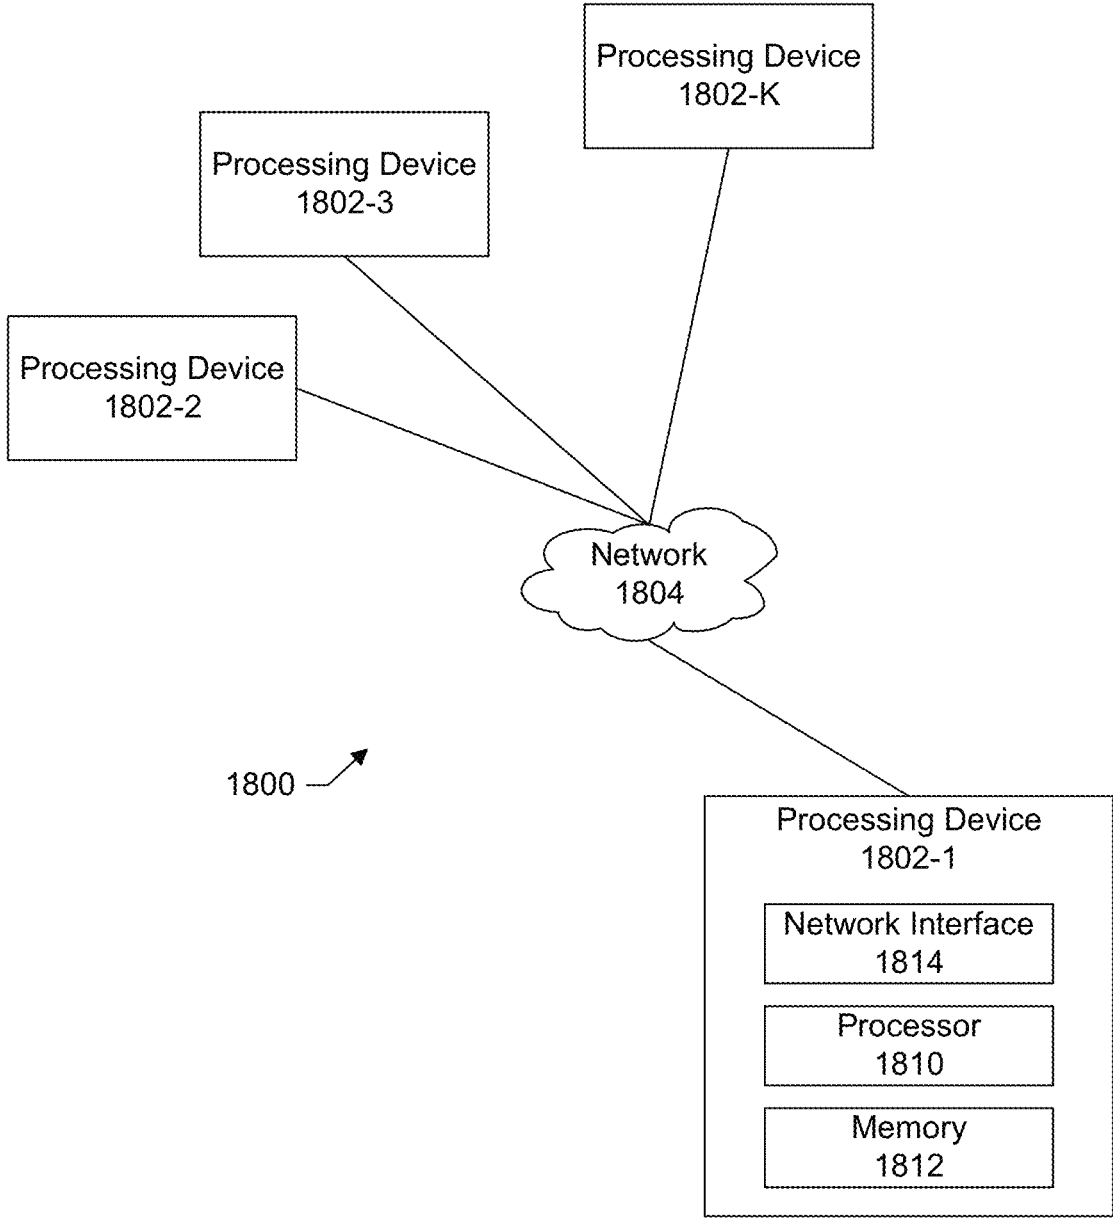 Processing Device
1802-K
Processing Device
1802-3
Processing Device
1802-2
Network
1804
1800
Processing Device
1802-1
Network Interface
1814
Processor
1810
Memory
1812